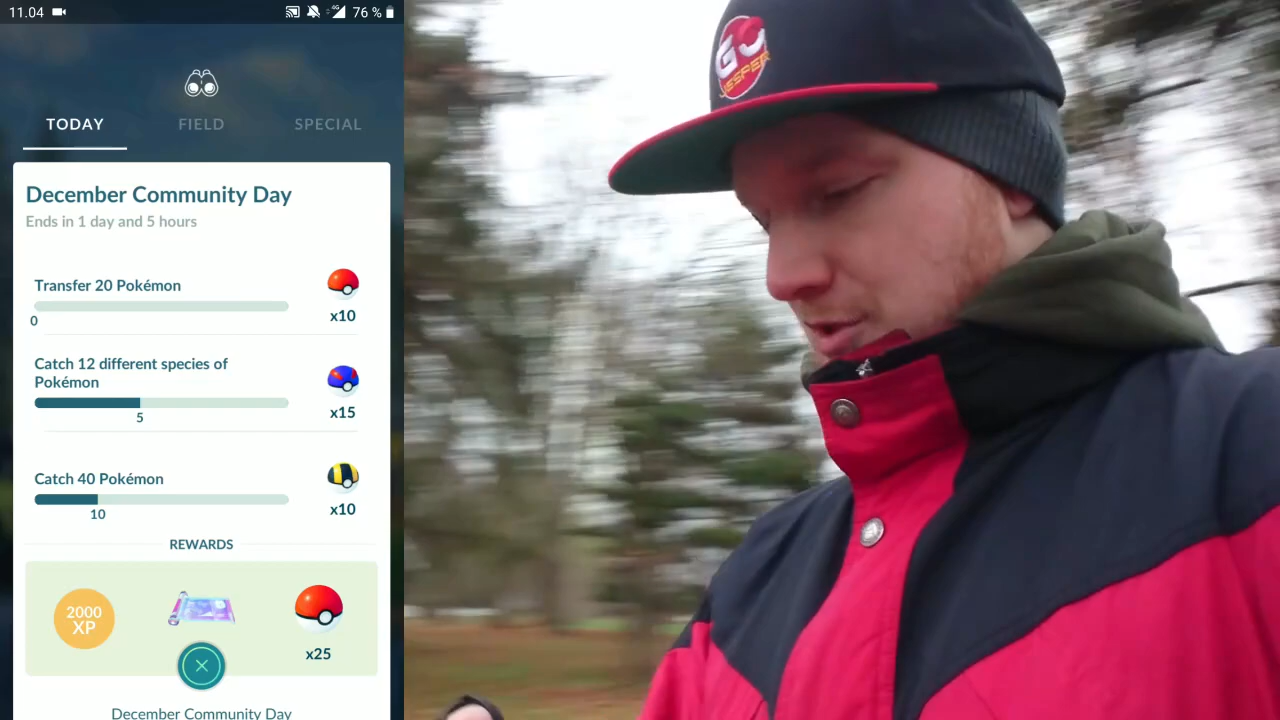 11.04
4G
76 %
TODAY
FIELD
SPECIAL
December Community Day
Ends in 1 day and 5 hours
Transfer 20 Pokémon
x10
0
Catch 12 different species of
Pokémon
x15
5
Catch 40 Pokémon
x10
10
REWARDS
2000
XP
x25
December Community Day
GO
JESPER